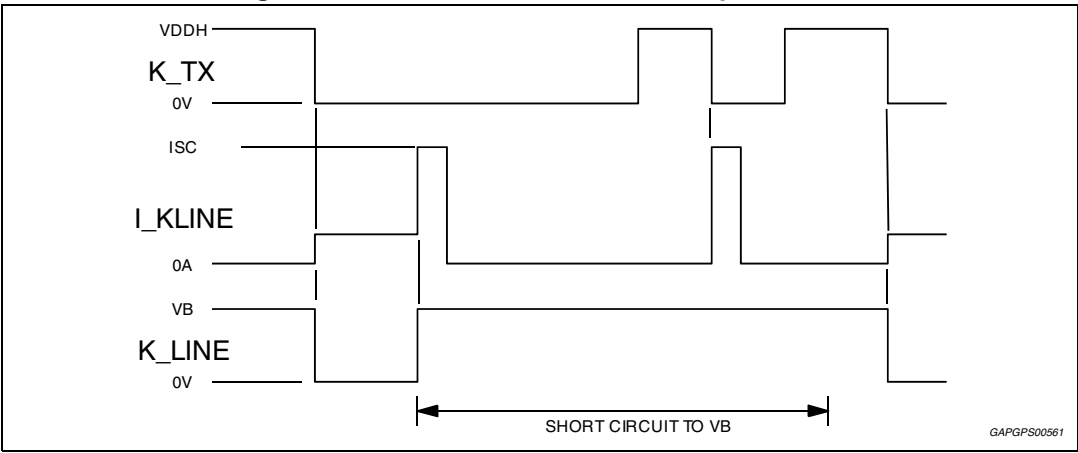 VDDH
K_TX
0V
ISC
I_KLINE
0A
VB
K_LINE
0V
SHORT CIRCUIT TO VB
GAPGPS00561